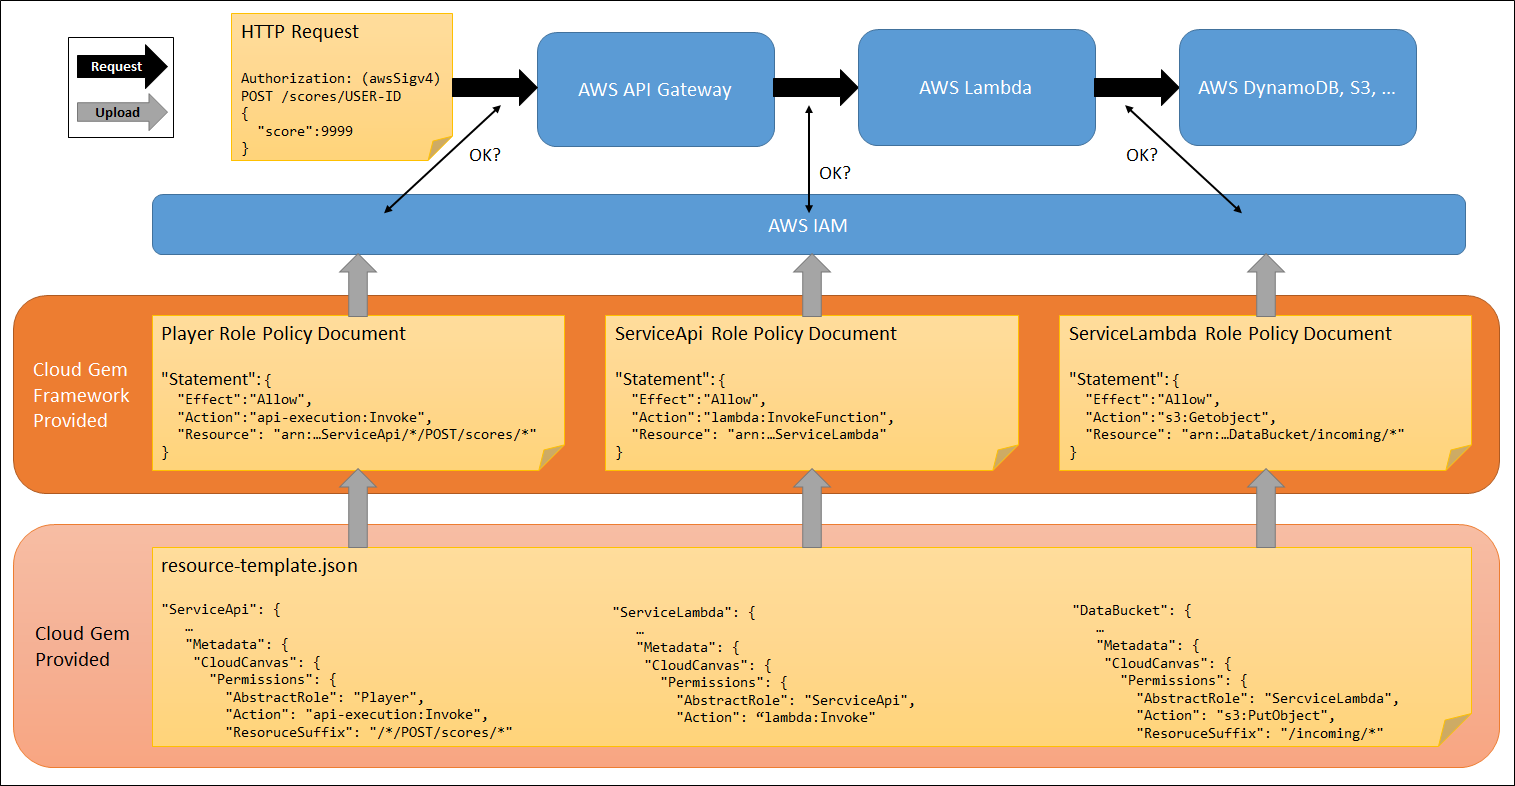 Request
Upload
HTTP Request
Authorization: (awsSigv4)
POST /scores/USER-ID
{
"score":9999
}
AWS API Gateway
AWS Lambda
AWS DynamoDB, S3, ...
OK?
OK?
OK?
AWS IAM
Cloud Gem
Framework
Provided
Player Role Policy Document
"Statement": {
"Effect":"Allow",
"Action":"api-execution:Invoke",
"Resource": "arn:…ServiceApi/*/POST/scores/*"
}
ServiceApi Role Policy Document
"Statement": {
"Effect":"Allow",
"Action":"lambda:InvokeFunction",
"Resource": "arn:…ServiceLambda"
}
ServiceLambda Role Policy Document
"Statement": {
"Effect":"Allow",
"Action":"s3:Getobject",
"Resource": "arn:…DataBucket/incoming/*"
}
Cloud Gem
Provided
resource-template.json
"ServiceApi": {
…
"Metadata": {
"CloudCanvas": {
"Permissions": {
"AbstractRole": "Player",
"Action": "api-execution:Invoke",
"ResoruceSuffix": "/*/POST/scores/*"
"ServiceLambda": {
…
"Metadata": {
"CloudCanvas": {
"Permissions": {
"AbstractRole": "SercviceApi",
"Action": “lambda:Invoke"
"DataBucket": {
…
"Metadata": {
"CloudCanvas": {
"Permissions": {
"AbstractRole": "SercviceLambda",
"Action": "s3:PutObject",
"ResoruceSuffix": "/incoming/*"